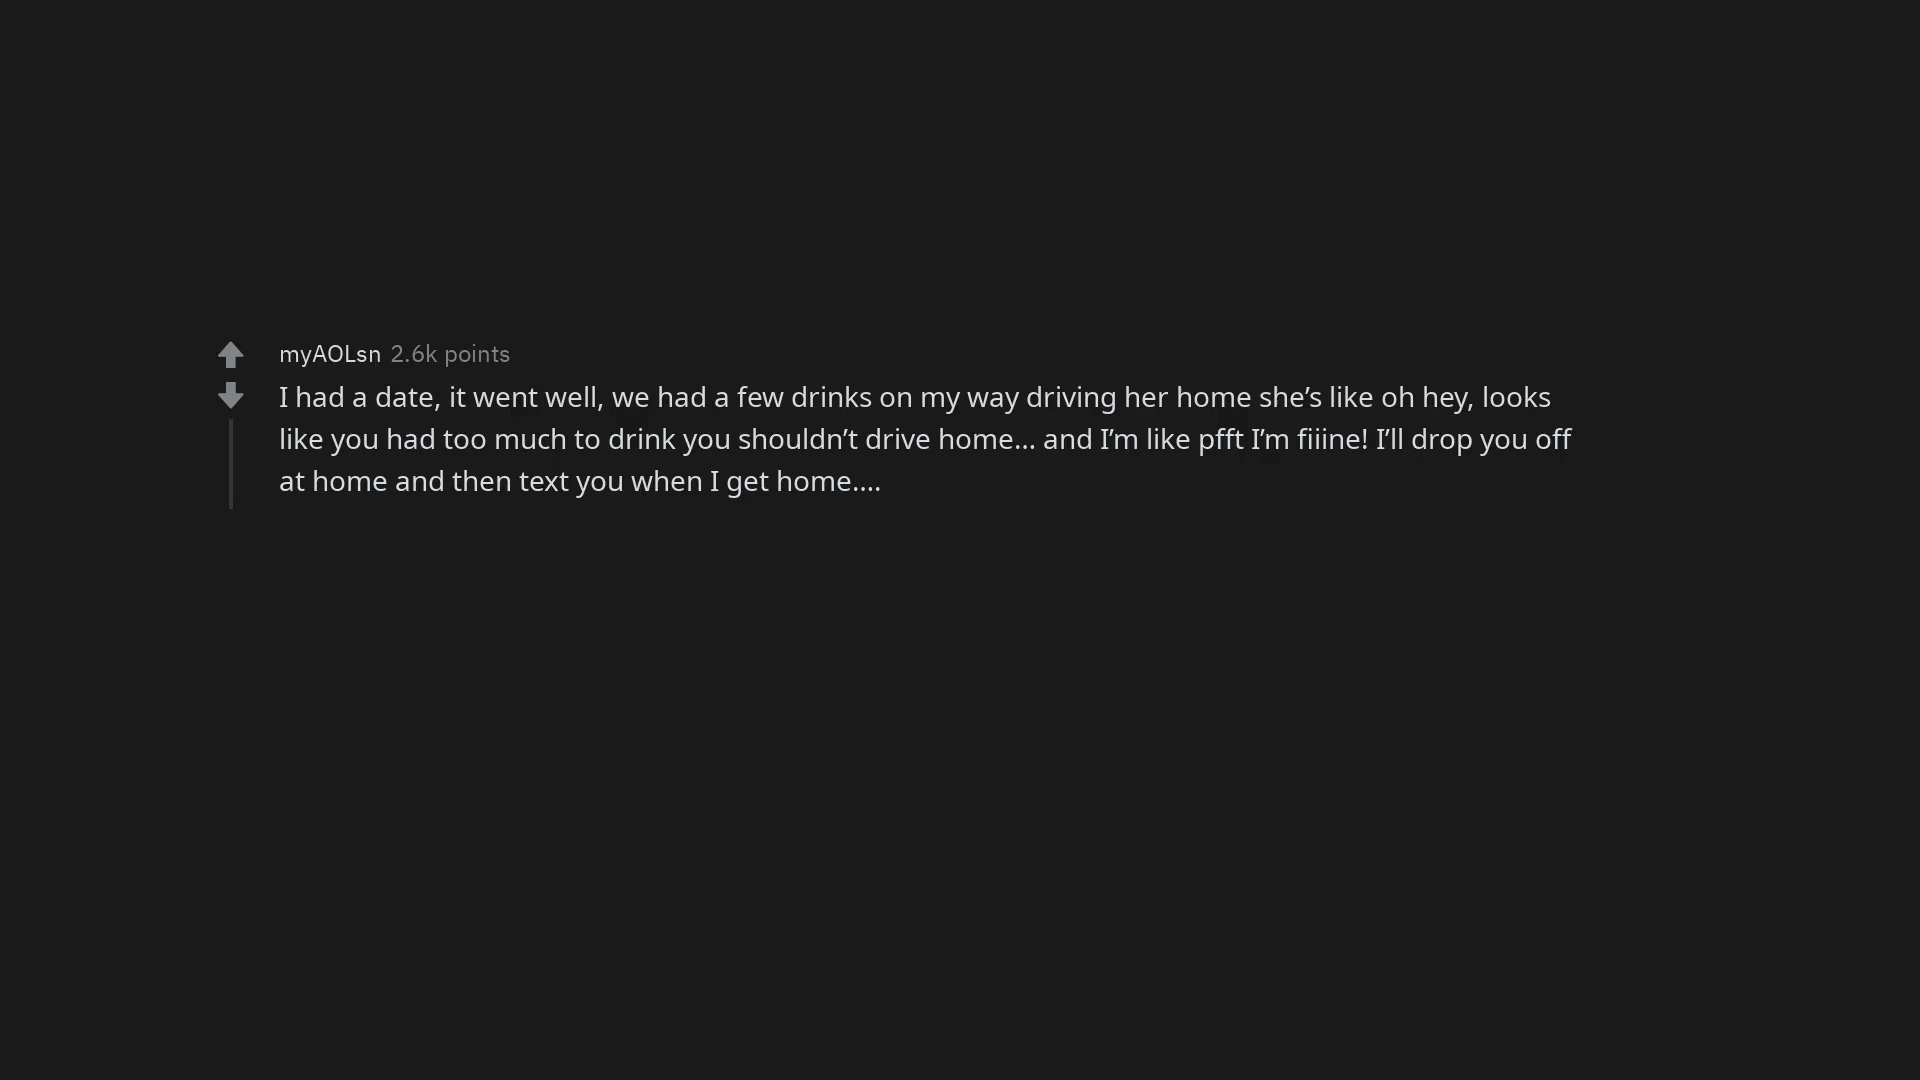 myAOLsn 2.6k points
I had a date, it went well, we had a few drinks on my way driving her home she’s like oh hey, looks
like you had too much to drink you shouldn’t drive home... and I’m like pfft I’m fiiine! I’ll drop you off
at home and then text you when I get home....